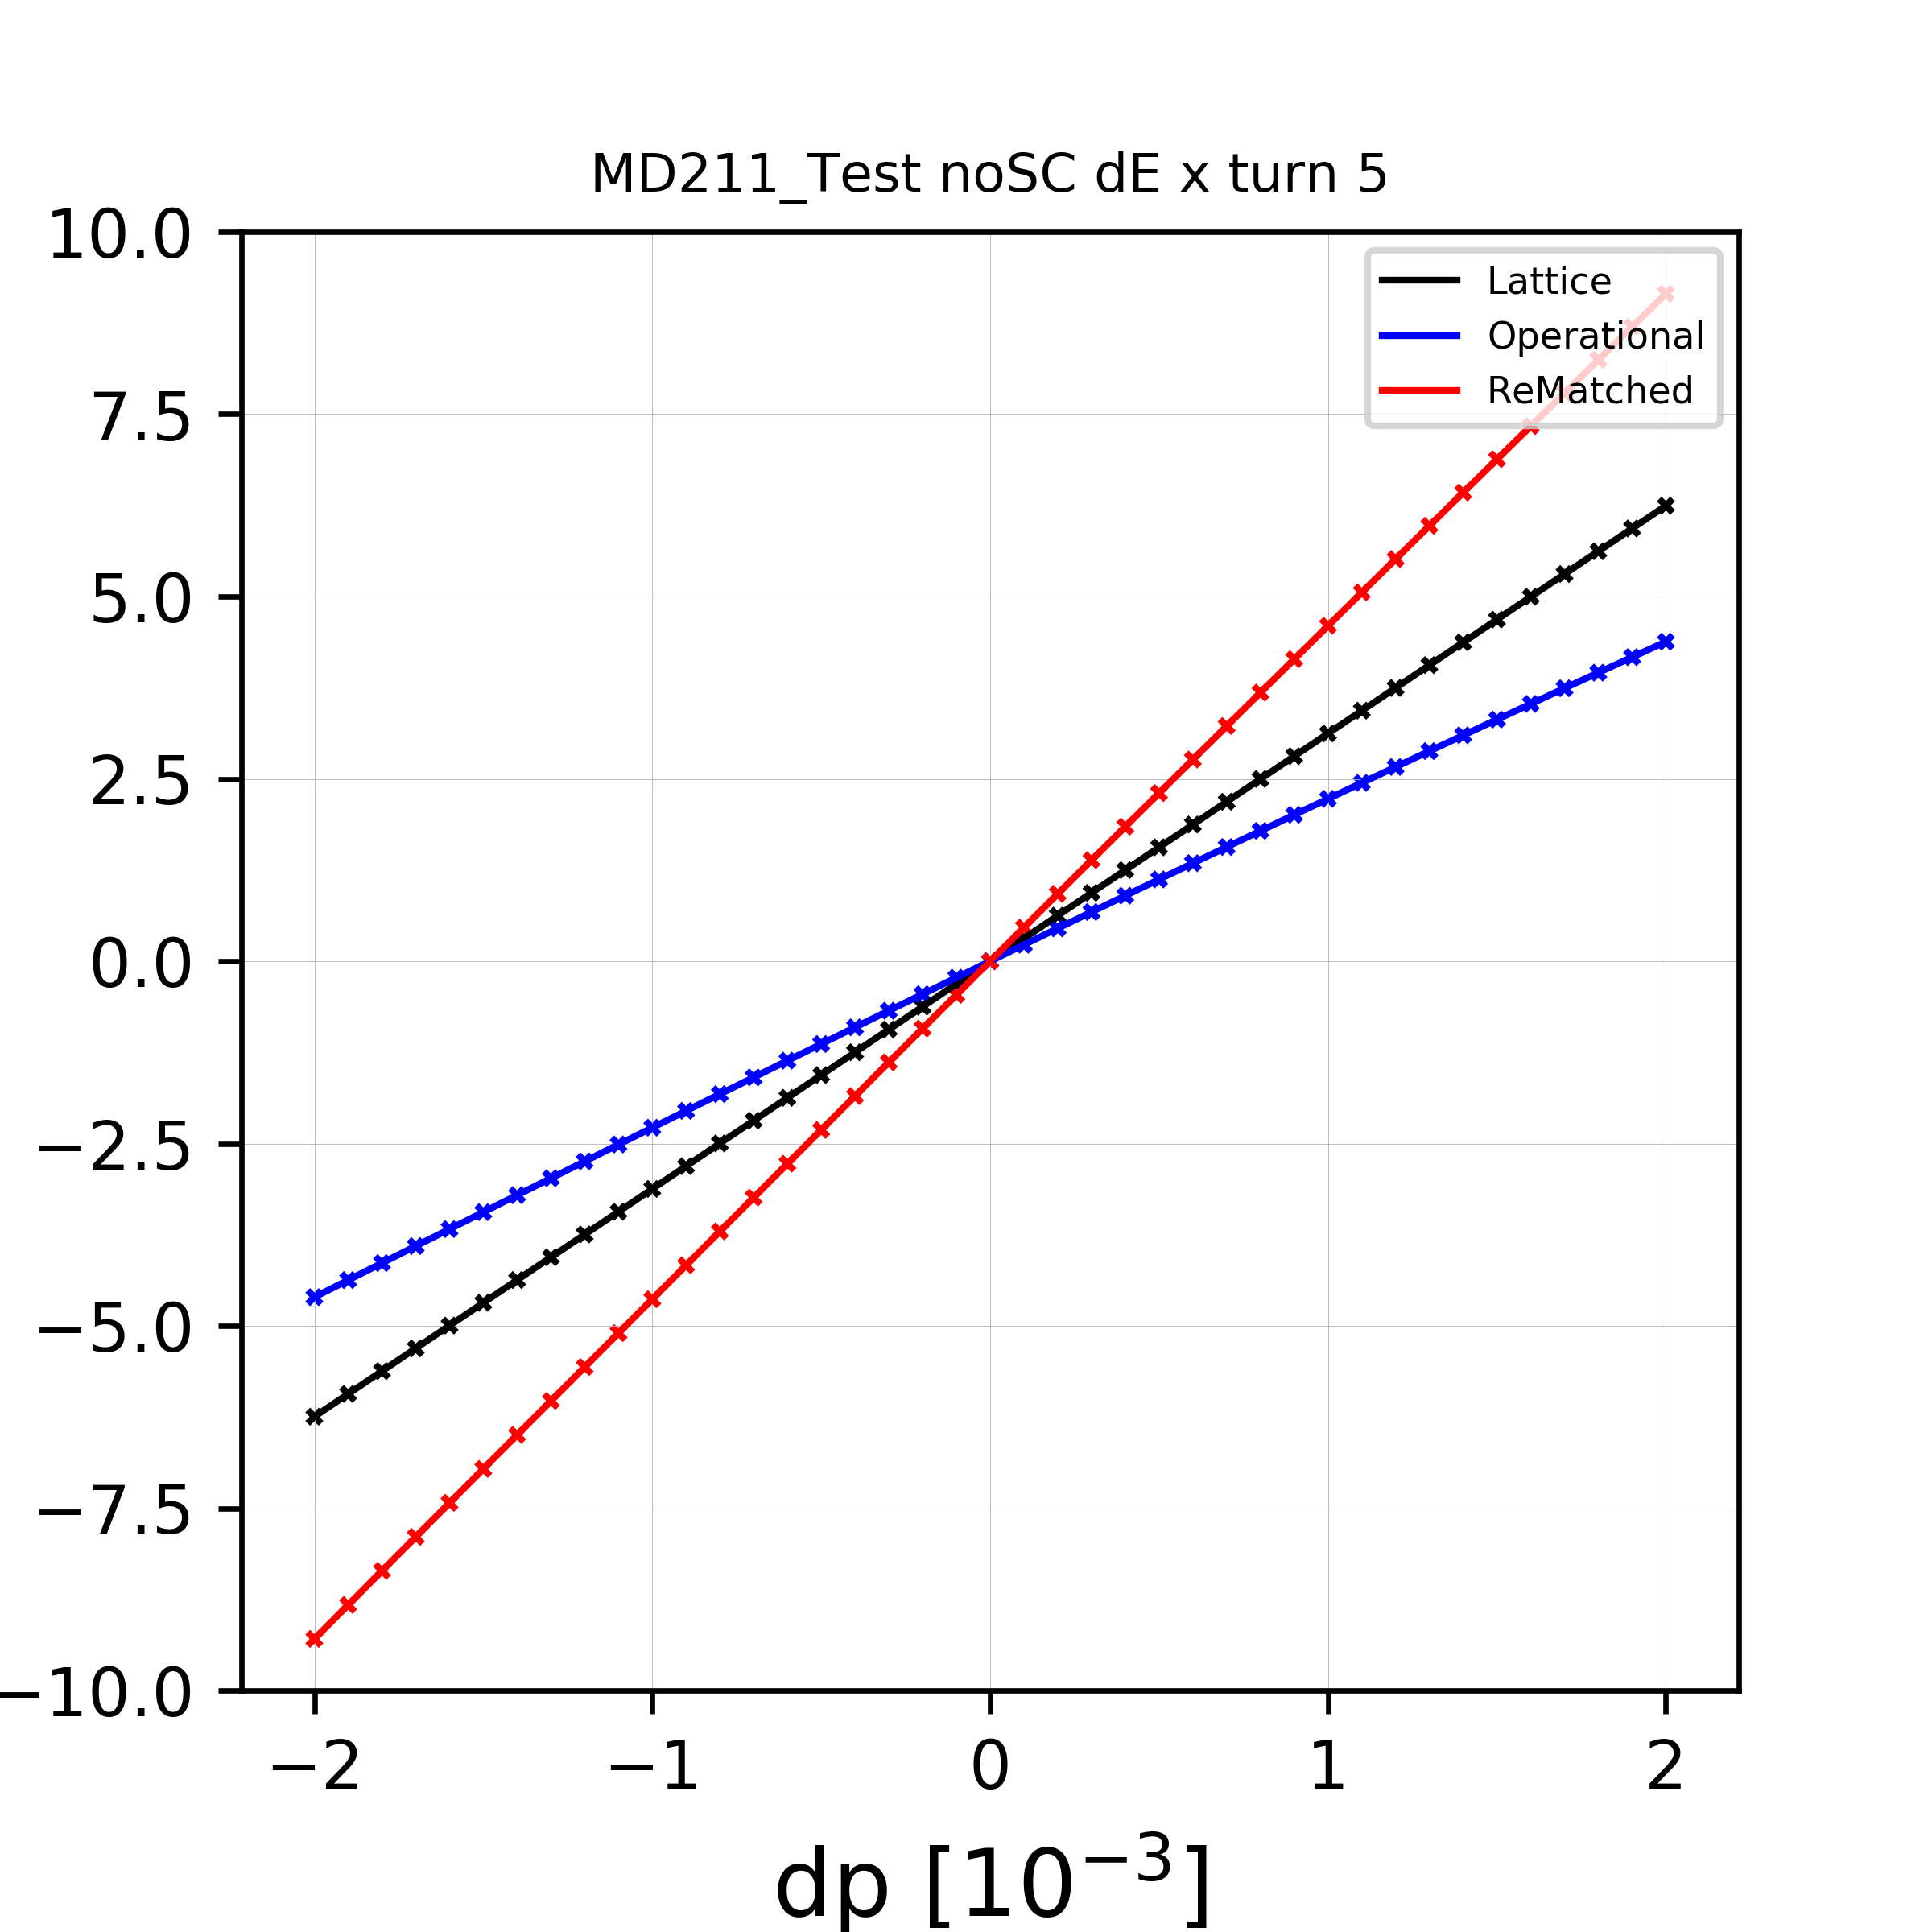 MD211_Test noSC dE x turn 5
10.0
7.5
5.0
2.5
0.0
−2.5
−5.0
−7.5
−10.0
Lattice
Operational
ReMatched
−2 −1 0 1 2
dp [10⁻³]